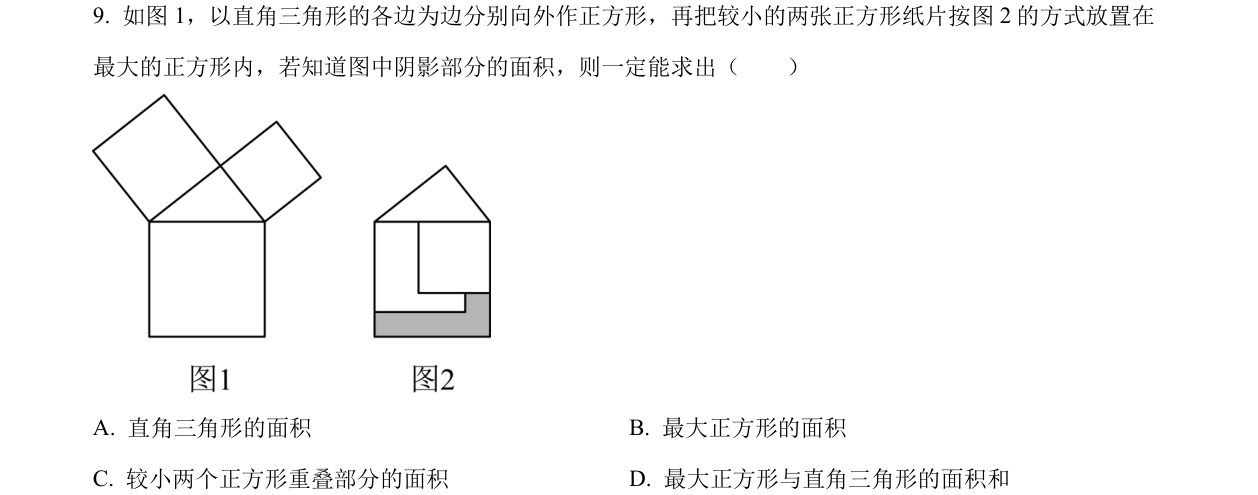 9. 如图 1，以直角三角形的各边为边分别向外作正方形，再把较小的两张正方形纸片按图 2 的方式放置在
最大的正方形内，若知道图中阴影部分的面积，则一定能求出（　　）
图1 图2
A. 直角三角形的面积 B. 最大正方形的面积
C. 较小两个正方形重叠部分的面积 D. 最大正方形与直角三角形的面积和